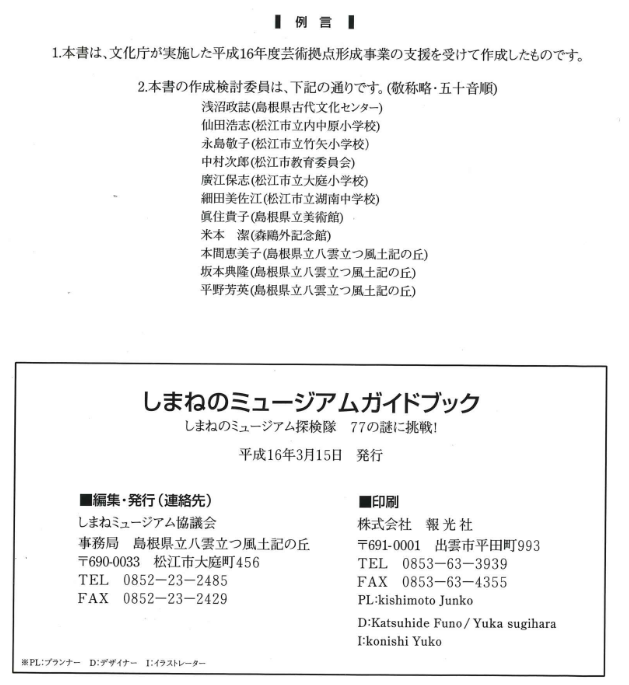 ▌例 言▐
1.本書は、文化庁が実施した平成16年度芸術拠点形成事業の支援を受けて作成したものです。
2.本書の作成検討委員は、下記の通りです。(敬称略・五十音順)
浅沼政誌(島根県古代文化センター)
仙田浩志(松江市立内中原小学校)
永島敬子(松江市立竹矢小学校)
中村次郎(松江市教育委員会)
廣江保志(松江市立大庭小学校)
細田美佐江(松江市立湖南中学校)
眞住貴子(島根県立美術館)
米本 潔(森鷗外記念館)
本間恵美子(島根県立八雲立つ風土記の丘)
坂本典隆(島根県立八雲立つ風土記の丘)
平野芳英(島根県立八雲立つ風土記の丘)
しまねのミュージアムガイドブック
しまねのミュージアム探検隊 77の謎に挑戦!
平成16年3月15日 発行
■編集・発行(連絡先)
しまねミュージアム協議会
事務局 島根県立八雲立つ風土記の丘
〒690-0033 松江市大庭町456
TEL 0852-23-2485
FAX 0852-23-2429
■印刷
株式会社 報光社
〒691-0001 出雲市平田町993
TEL 0853-63-3939
FAX 0853-63-4355
PL:kishimoto Junko
D:Katsuhide Funo/Yuka sugihara
I:konishi Yuko
※PL:プランナー D:デザイナー I:イラストレーター